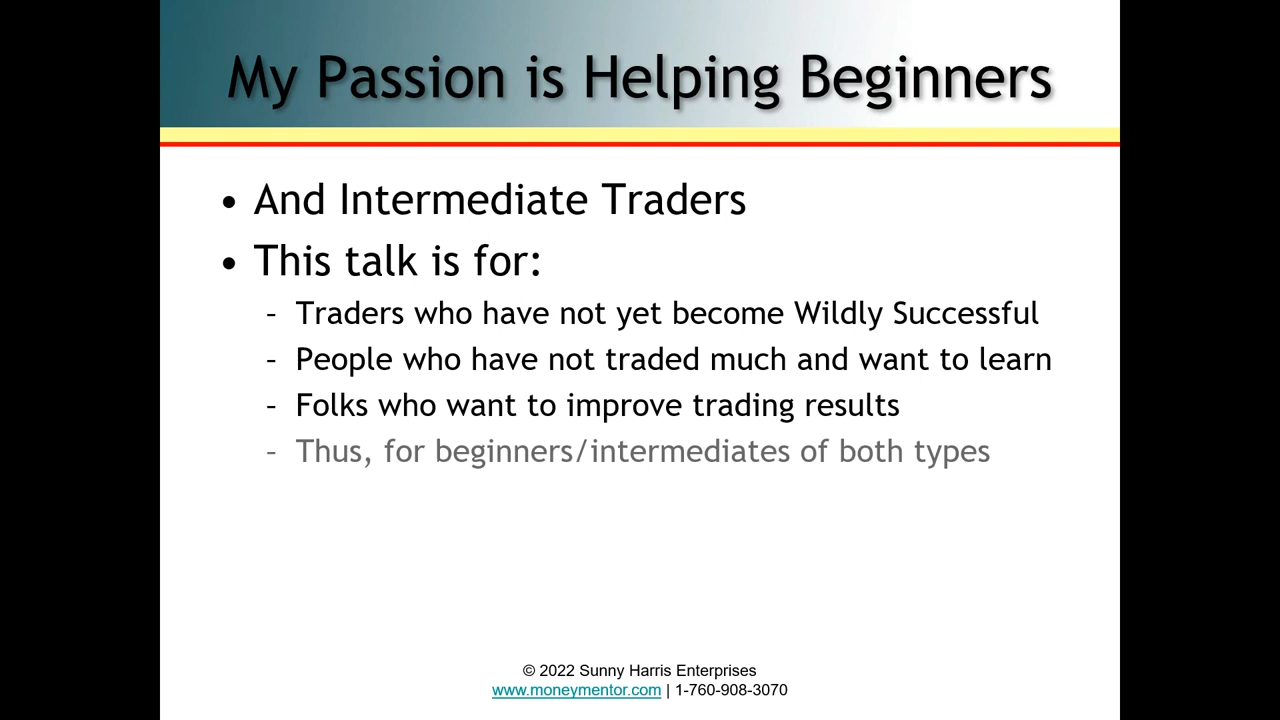 My Passion is Helping Beginners
• And Intermediate Traders
• This talk is for:
– Traders who have not yet become Wildly Successful
– People who have not traded much and want to learn
– Folks who want to improve trading results
– Thus, for beginners/intermediates of both types
© 2022 Sunny Harris Enterprises
www.moneymentor.com | 1-760-908-3070